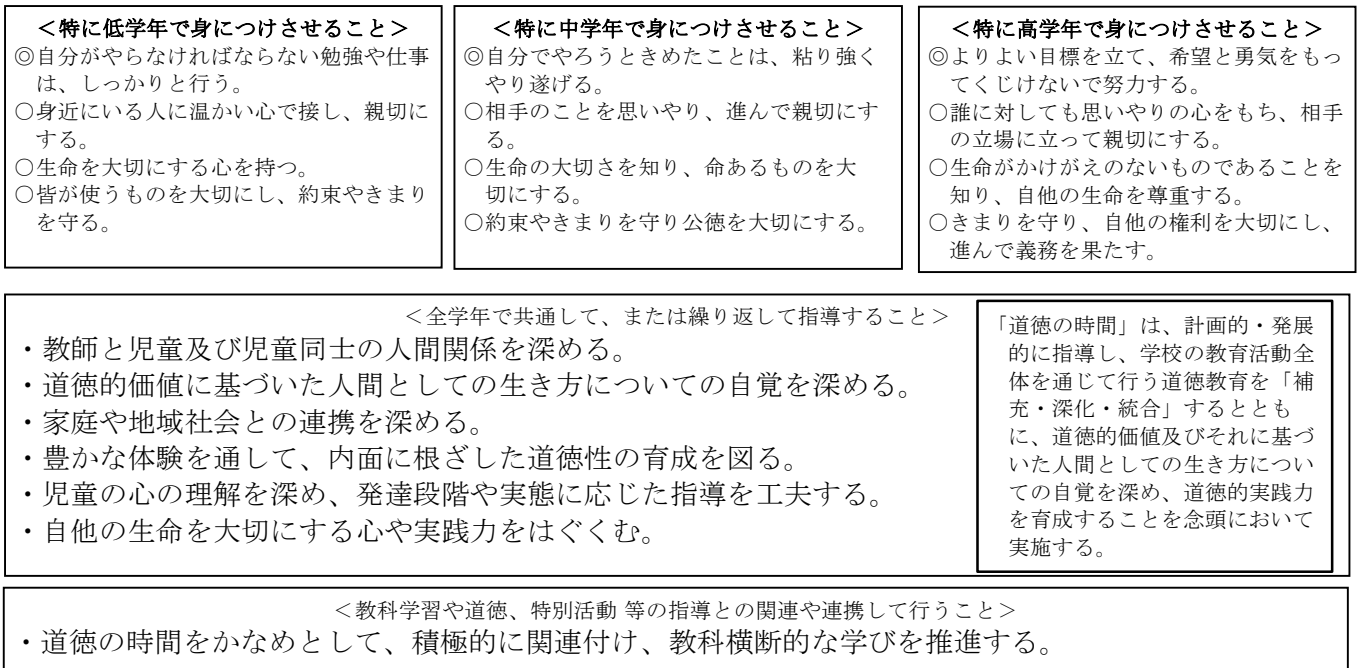 ＜特に低学年で身につけさせること＞
◎自分がやらなければならない勉強や仕事
は、しっかりと行う。
○身近にいる人に温かい心で接し、親切に
する。
○生命を大切にする心を持つ。
○皆が使うものを大切にし、約束やきまり
を守る。
＜特に中学年で身につけさせること＞
◎自分でやろうときめたことは、粘り強く
やり遂げる。
○相手のことを思いやり、進んで親切にす
る。
○生命の大切さを知り、命あるものを大
切にする。
○約束やきまりを守り公徳を大切にする。
＜特に高学年で身につけさせること＞
◎よりよい目標を立て、希望と勇気をもっ
てくじけないで努力する。
○誰に対しても思いやりの心をもち、相手
の立場に立って親切にする。
○生命がかけがえのないものであることを
知り、自他の生命を尊重する。
○きまりを守り、自他の権利を大切にし、
進んで義務を果たす。
＜全学年で共通して、または繰り返して指導すること＞
・教師と児童及び児童同士の人間関係を深める。
・道徳的価値に基づいた人間としての生き方についての自覚を深める。
・家庭や地域社会との連携を深める。
・豊かな体験を通して、内面に根ざした道徳性の育成を図る。
・児童の心の理解を深め、発達段階や実態に応じた指導を工夫する。
・自他の生命を大切にする心や実践力をはぐくむ。
「道徳の時間」は、計画的・発展
的に指導し、学校の教育活動全
体を通じて行う道徳教育を「補
充・深化・統合」するととも
に、道徳的価値及びそれに基づ
いた人間としての生き方につい
ての自覚を深め、道徳的実践力
を育成することを念頭において
実施する。
＜教科学習や道徳、特別活動 等の指導との関連や連携して行うこと＞
・道徳の時間をかなめとして、積極的に関連付け、教科横断的な学びを推進する。